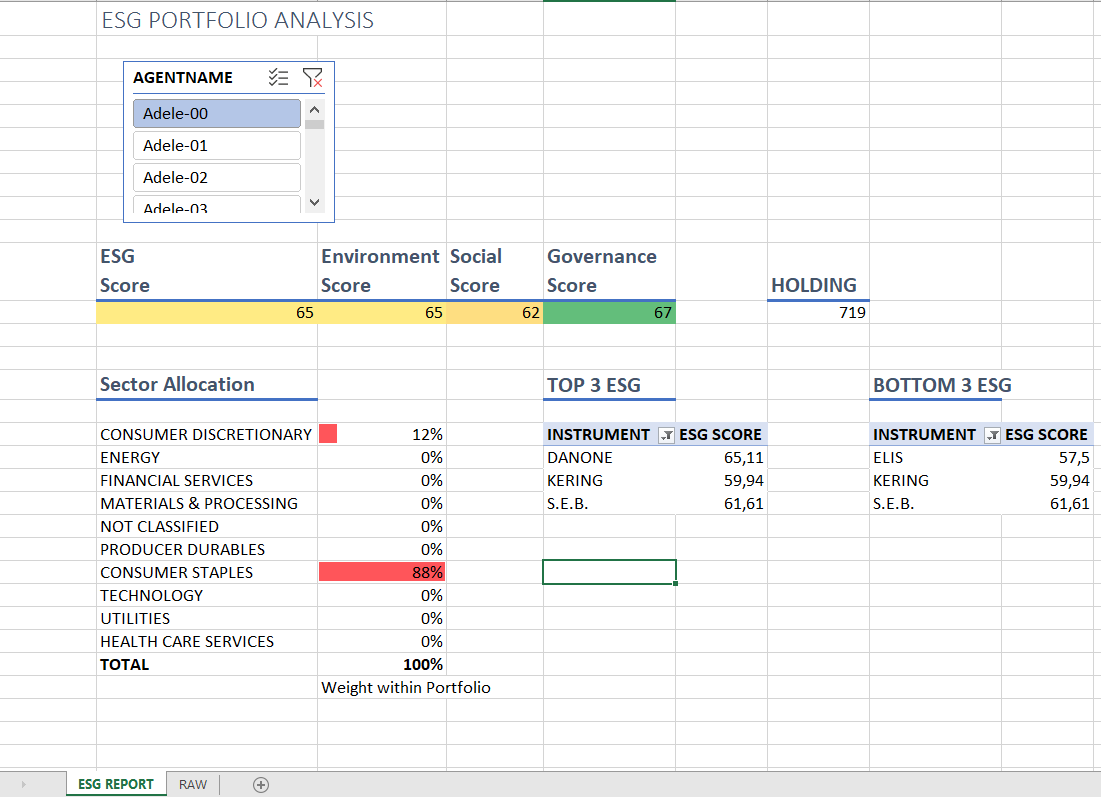 ESG PORTFOLIO ANALYSIS
AGENTNAME
Adele-00
Adele-01
Adele-02
Adele-03
ESG Environment Social Governance
Score Score Score Score HOLDING
65 65 62 67 719
Sector Allocation TOP 3 ESG BOTTOM 3 ESG
CONSUMER DISCRETIONARY 12% INSTRUMENT ESG SCORE INSTRUMENT ESG SCORE
ENERGY 0% DANONE 65,11 ELIS 57,5
FINANCIAL SERVICES 0% KERING 59,94 KERING 59,94
MATERIALS & PROCESSING 0% S.E.B. 61,61 S.E.B. 61,61
NOT CLASSIFIED 0%
PRODUCER DURABLES 0%
CONSUMER STAPLES 88%
TECHNOLOGY 0%
UTILITIES 0%
HEALTH CARE SERVICES 0%
TOTAL 100%
Weight within Portfolio
ESG REPORT RAW